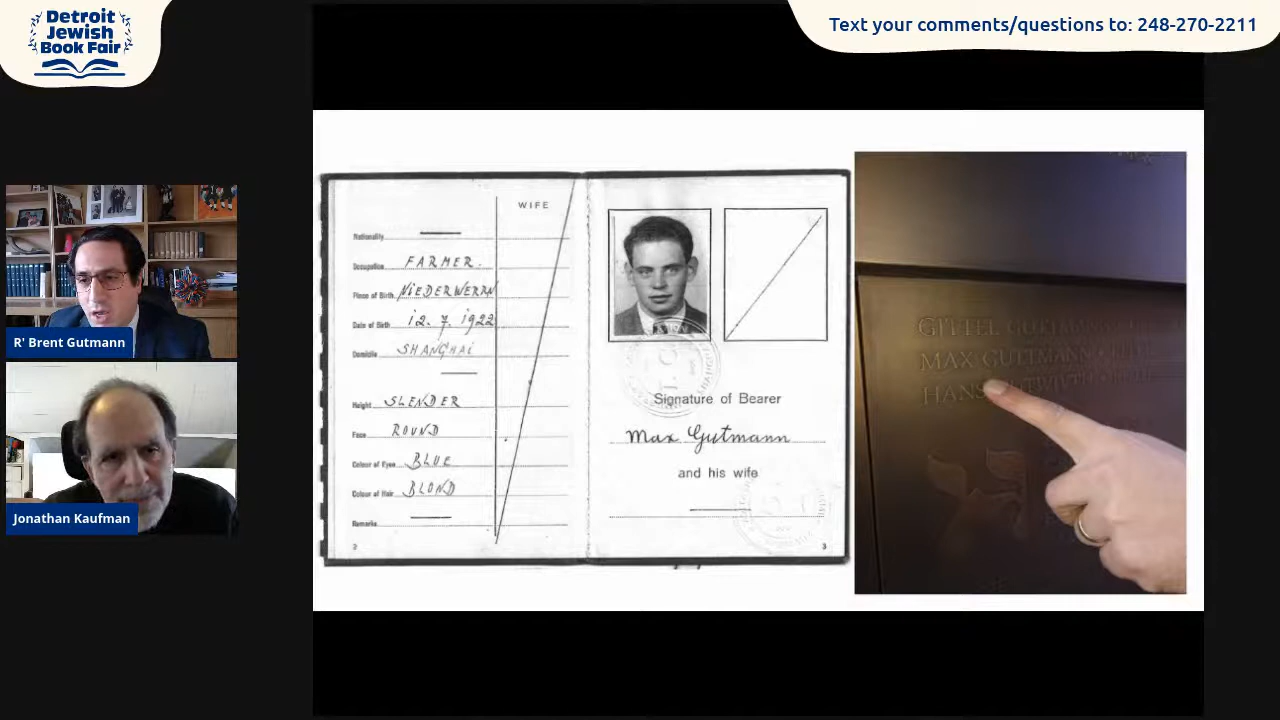 Detroit
Jewish
Book Fair
Text your comments/questions to: 248-270-2211
R' Brent Gutmann
Jonathan Kaufman
WIFE
Nationality
Occupation FARMER.
Place of Birth NiEDERWERRN
Date of Birth 12. 7. 1922
Domicile SHANGHAI
Height SLENDER
Face ROUND
Colour of Eyes BLUE
Colour of Hair BLOND
Remarks
2
Signature of Bearer
Max Gutmann
and his wife
3
GITTEL
MAX GUTTMANN
HANS